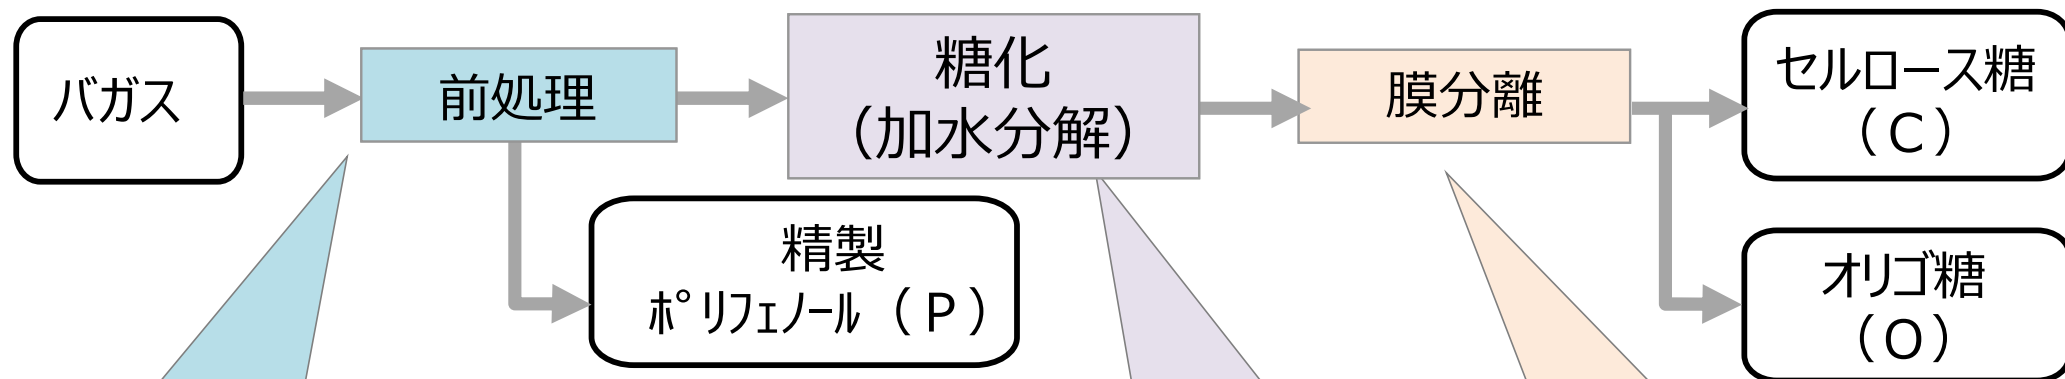 バガス
前処理
糖化
（加水分解）
膜分離
セルロース糖
（C）
精製
ﾎﾟﾘﾌｪﾉｰﾙ（P）
オリゴ糖
（O）